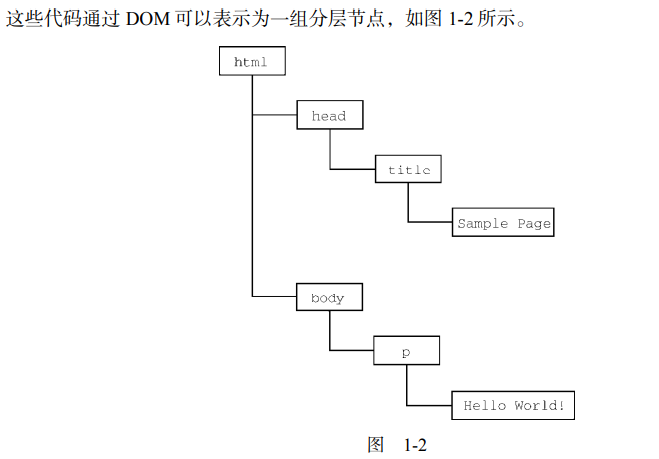 这些代码通过 DOM 可以表示为一组分层节点，如图 1-2 所示。
html
head
title
Sample Page
body
p
Hello World!
图 1-2